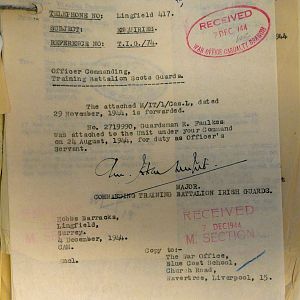 TELEPHONE NO: Lingfield 417.
SUBJECT: ENQUIRIES.
REFERENCE NO: T.I.G./74.
RECEIVED
7 DEC 1944
WAR OFFICE CASUALTY BRANCH
Officer Commanding,
Training Battalion Scots Guards.
The attached M/IT/1/Cas.L, dated
29 November, 1944, is forwarded.
No. 2719990, Guardsman R. Faulkes
was attached to the Unit under your Command
on 24 August, 1944, for duty as Officer's
Servant.
MAJOR.
COMMANDING TRAINING BATTALION IRISH GUARDS.
Hobbs Barracks,
Lingfield,
Surrey.
4 December, 1944.
CAM.
Encl.
RECEIVED
7 DEC 1944
M. SECTION
Copy to:-
The War Office,
Blue Coat School,
Church Road,
Wavertree, Liverpool, 15.